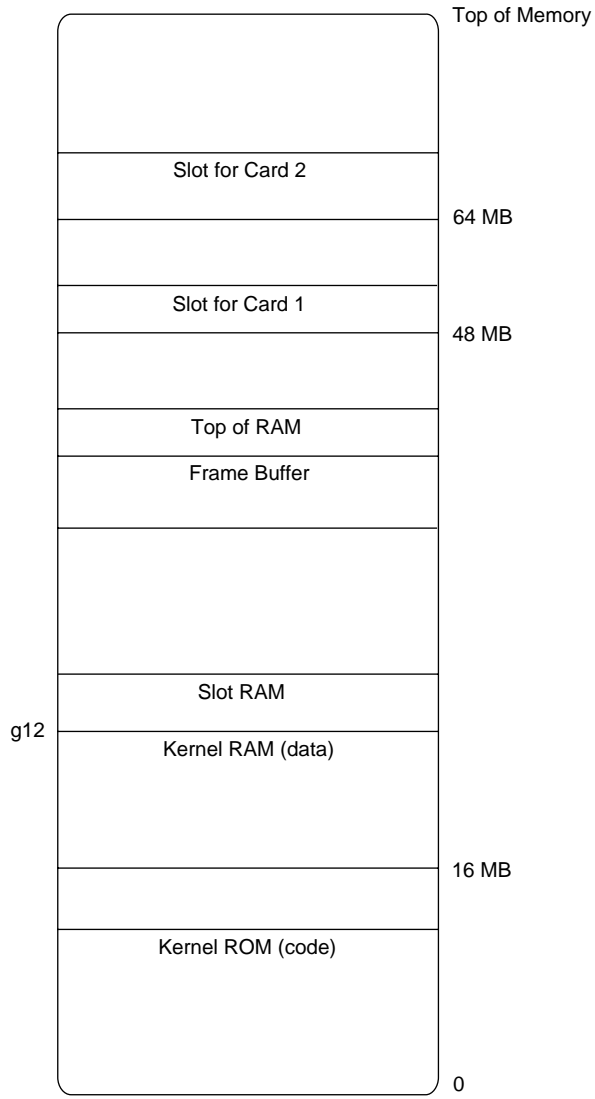 Top of Memory
Slot for Card 2
64 MB
Slot for Card 1
48 MB
Top of RAM
Frame Buffer
Slot RAM
g12
Kernel RAM (data)
16 MB
Kernel ROM (code)
0